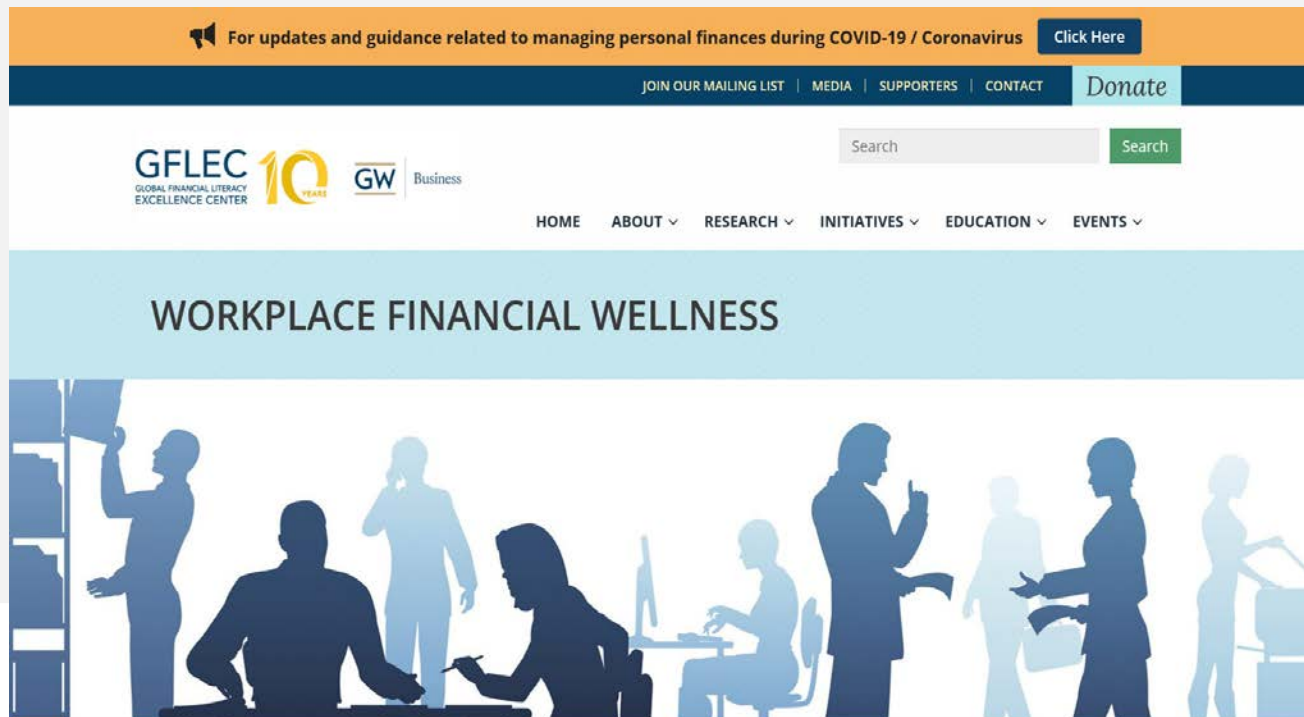 For updates and guidance related to managing personal finances during COVID-19 / Coronavirus Click Here
JOIN OUR MAILING LIST | MEDIA | SUPPORTERS | CONTACT Donate
Search Search
GFLEC 10 YEARS GW Business
GLOBAL FINANCIAL LITERACY
EXCELLENCE CENTER
HOME ABOUT RESEARCH INITIATIVES EDUCATION EVENTS
WORKPLACE FINANCIAL WELLNESS